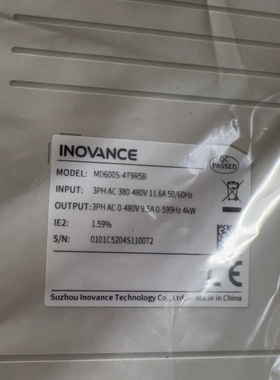 INOVANCE
QC
PASSED
MODEL: MD600S-4T9R5B
INPUT: 3PH AC 380-480V 11.6A 50/60Hz
OUTPUT: 3PH AC 0-480V 9.5A 0-599Hz 4kW
IE2: 1.59%
S/N: 0101C5204S110072
CE
Suzhou Inovance Technology Co., Ltd. Made in China